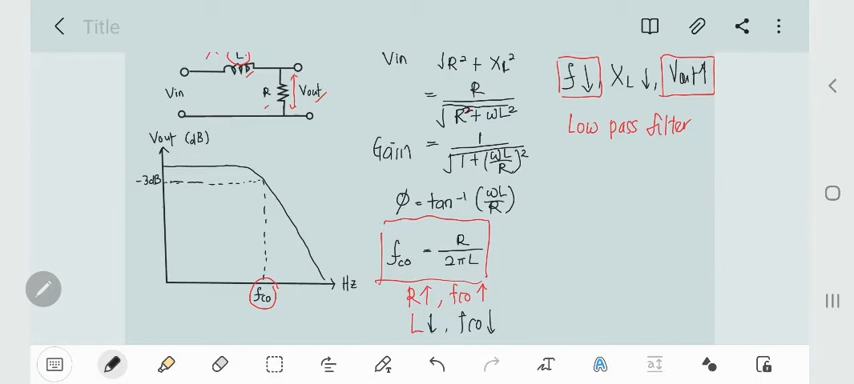 Title
L
Vin
R
Vout
Vout (dB)
-3dB
fco
Hz
Vin √R² + XL²
= R / √R² + ωL²
Gain = 1 / √1 + (ωL/R)²
φ = tan⁻¹ (ωL/R)
fco = R / 2πL
R↑, fco↑
L↓, fco↓
f↓, XL↓, Vout↑
Low pass filter